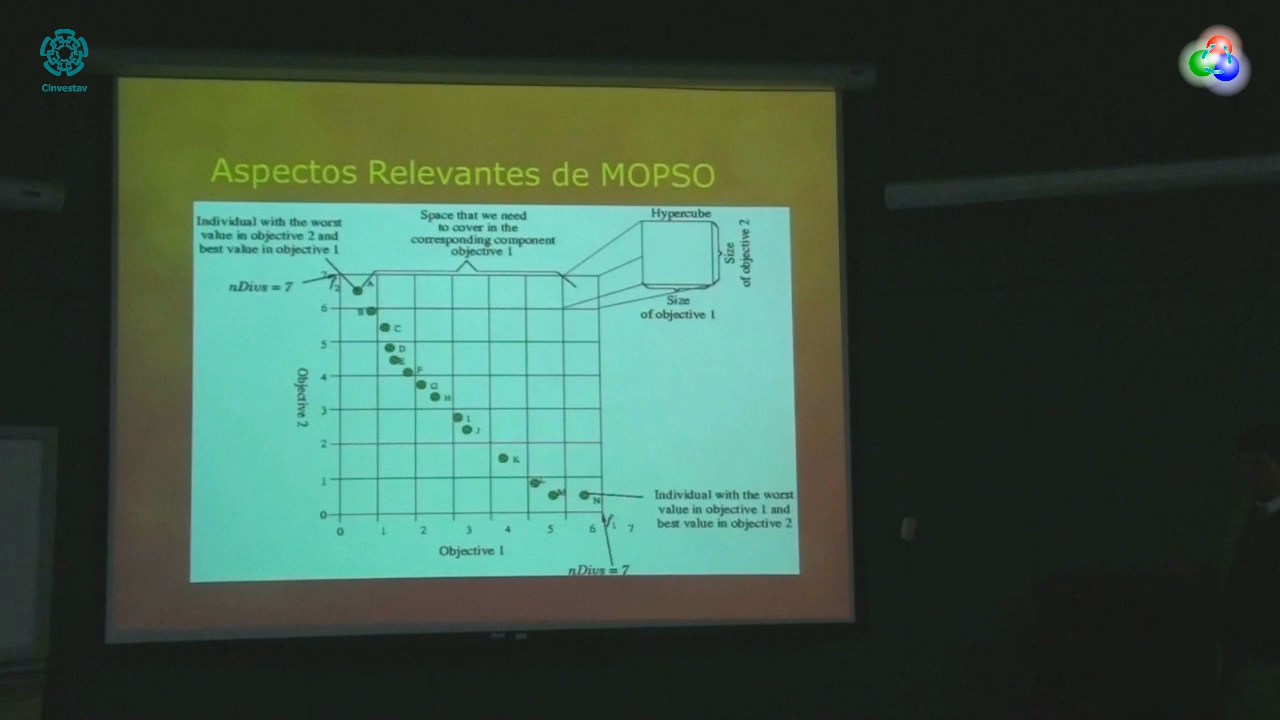 Cinvestav
Aspectos Relevantes de MOPSO
Individual with the worst
value in objective 2 and
best value in objective 1
Space that we need
to cover in the
corresponding component
objective 1
Hypercube
Size
of objective 2
Size
of objective 1
nDivs = 7
7
f2
A
6
B
C
5
D
E
4
F
G
H
Objective 2
3
I
J
2
K
1
L
M
N
0
Individual with the worst
value in objective 1 and
best value in objective 2
f1
0 1 2 3 4 5 6 7
Objective 1
nDivs = 7